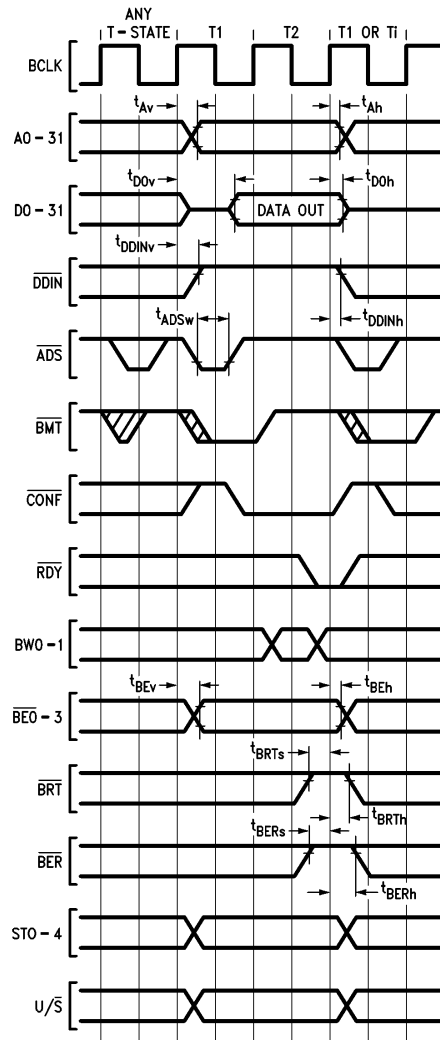 ANY
T-STATE T1 T2 T1 OR Ti
BCLK
tAv tAh
A0-31
tD0v tD0h
D0-31 DATA OUT
tDDINv
DDIN
tADSw tDDINh
ADS
BMT
CONF
RDY
BW0-1
tBEv tBEh
BE0-3
tBRTs
BRT
tBRTh
tBERs
BER
tBERh
ST0-4
U/S̅